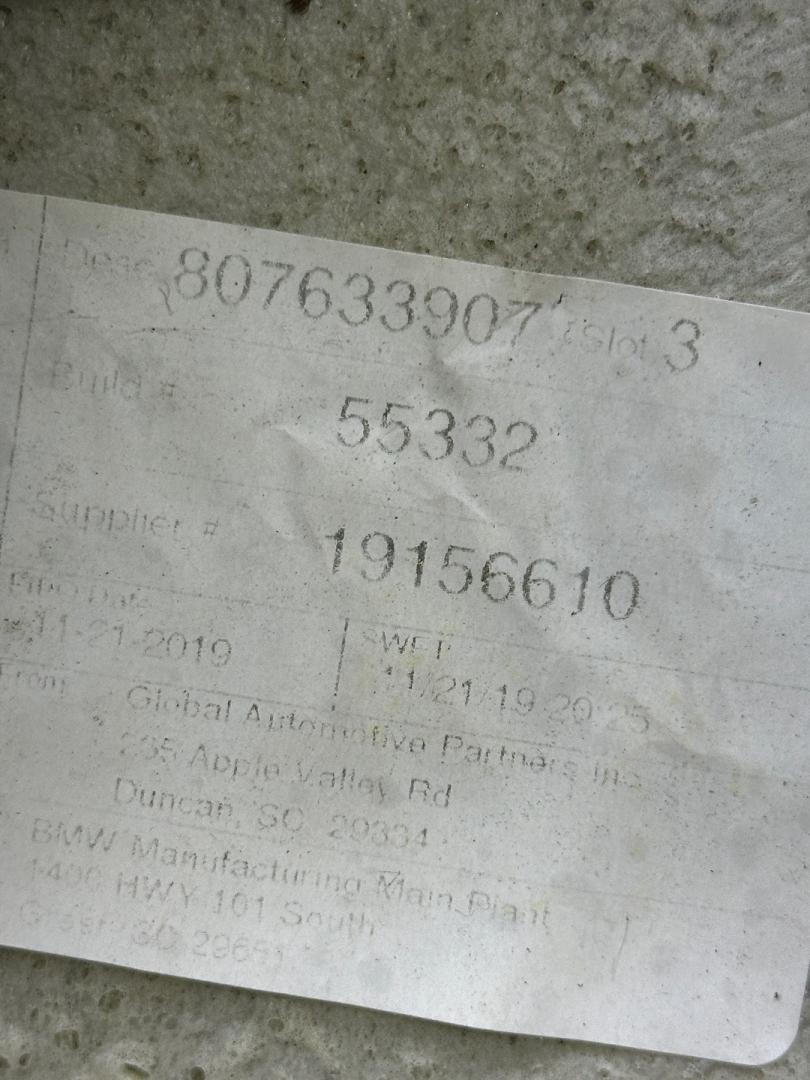 Desc 807633907 Slot 3
Build # 55332
Supplier # 19156610
Date SWET
11-21-2019 11/21/19 20:25
From Global Automotive Partners Inc
Apple Valley Rd
Duncan, SC 29334
BMW Manufacturing Main Plant
1400 HWY 101 South
Greer SC 29651